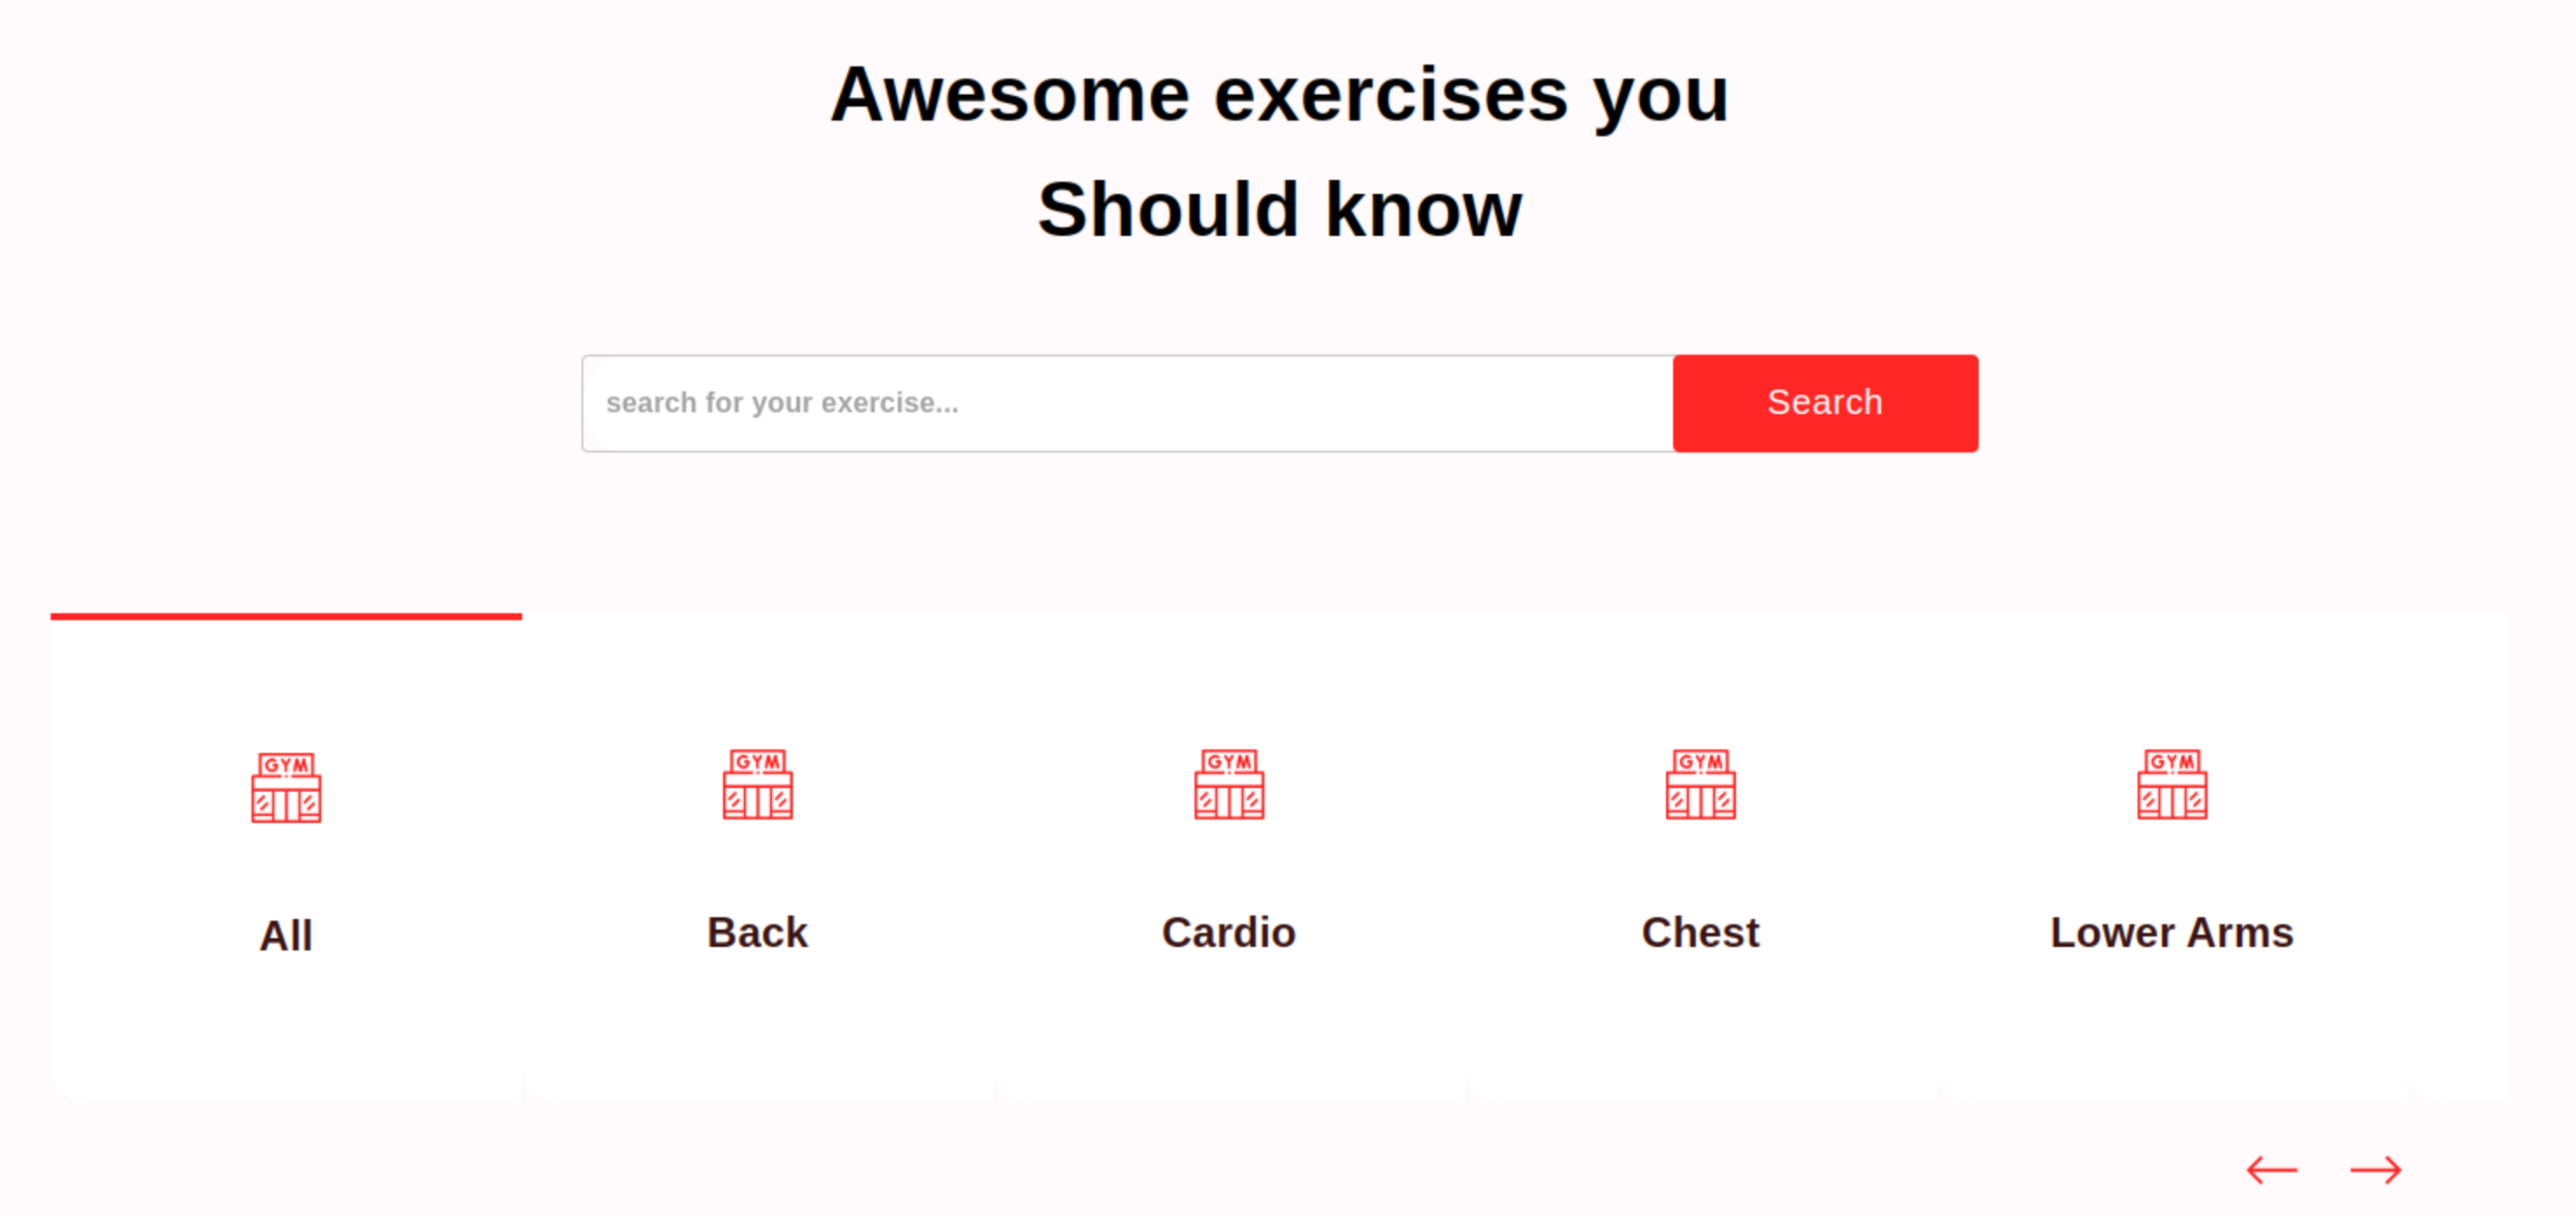 Awesome exercises you
Should know
search for your exercise...
Search
GYM
GYM
GYM
GYM
GYM
All
Back
Cardio
Chest
Lower Arms